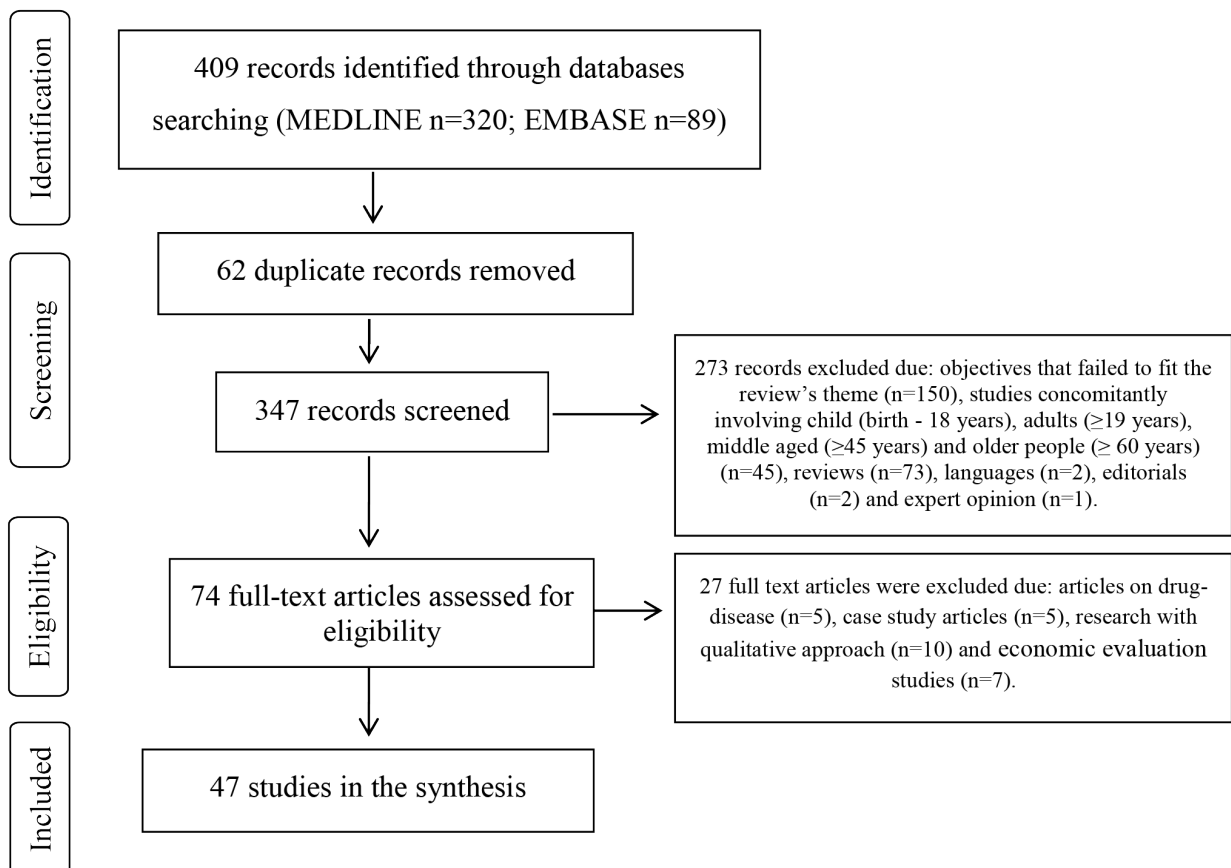 Identification
409 records identified through databases
searching (MEDLINE n=320; EMBASE n=89)
Screening
62 duplicate records removed
347 records screened
273 records excluded due: objectives that failed to fit the
review’s theme (n=150), studies concomitantly
involving child (birth - 18 years), adults (≥19 years),
middle aged (≥45 years) and older people (≥ 60 years)
(n=45), reviews (n=73), languages (n=2), editorials
(n=2) and expert opinion (n=1).
Eligibility
74 full-text articles assessed for
eligibility
27 full text articles were excluded due: articles on drug-
disease (n=5), case study articles (n=5), research with
qualitative approach (n=10) and economic evaluation
studies (n=7).
Included
47 studies in the synthesis